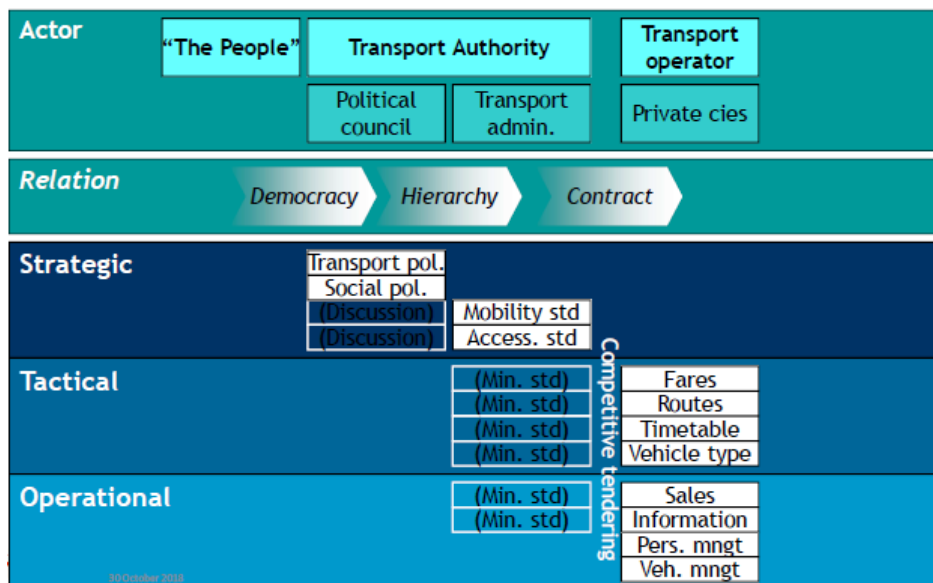 Actor
“The People”
Transport Authority
Transport
operator
Political
council
Transport
admin.
Private cies
Relation
Democracy
Hierarchy
Contract
Strategic
Transport pol.
Social pol.
(Discussion)
Mobility std
(Discussion)
Access. std
Competitive tendering
Tactical
(Min. std)
Fares
(Min. std)
Routes
(Min. std)
Timetable
(Min. std)
Vehicle type
Operational
(Min. std)
Sales
(Min. std)
Information
Pers. mngt
Veh. mngt
30 October 2018